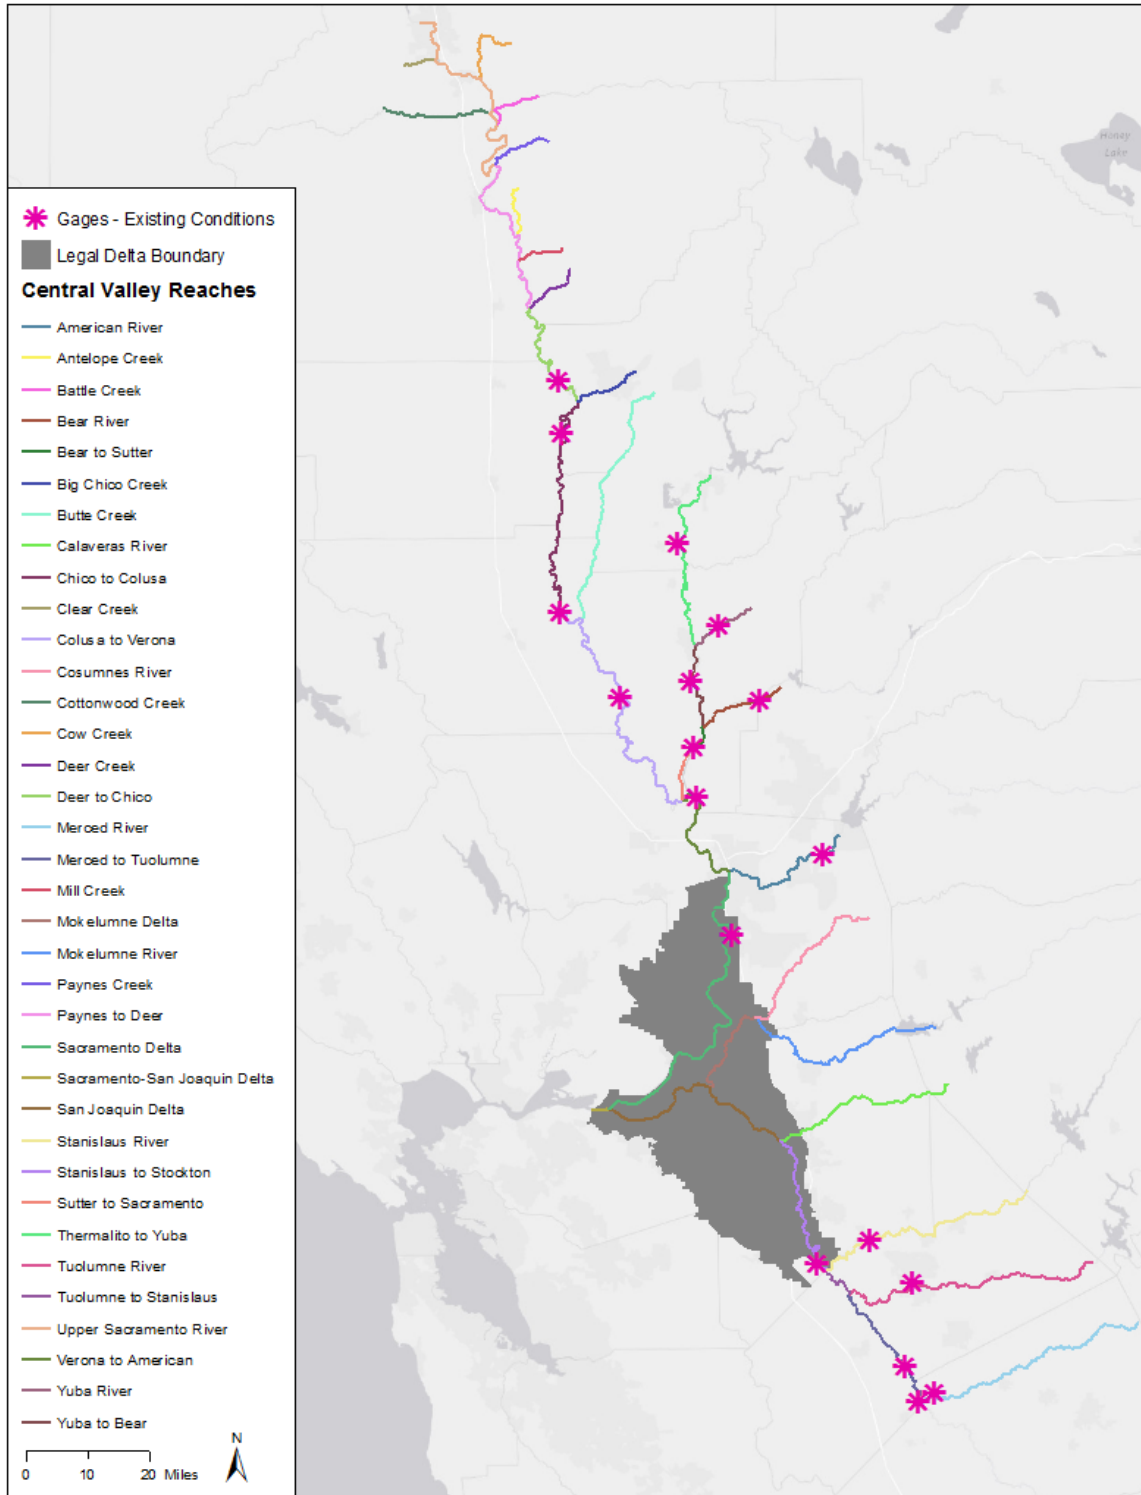 Honey
Lake
Gages - Existing Conditions
Legal Delta Boundary
Central Valley Reaches
American River
Antelope Creek
Battle Creek
Bear River
Bear to Sutter
Big Chico Creek
Butte Creek
Calaveras River
Chico to Colusa
Clear Creek
Colusa to Verona
Cosumnes River
Cottonwood Creek
Cow Creek
Deer Creek
Deer to Chico
Merced River
Merced to Tuolumne
Mill Creek
Mokelumne Delta
Mokelumne River
Paynes Creek
Paynes to Deer
Sacramento Delta
Sacramento-San Joaquin Delta
San Joaquin Delta
Stanislaus River
Stanislaus to Stockton
Sutter to Sacramento
Thermalito to Yuba
Tuolumne River
Tuolumne to Stanislaus
Upper Sacramento River
Verona to American
Yuba River
Yuba to Bear
N
0 10 20 Miles